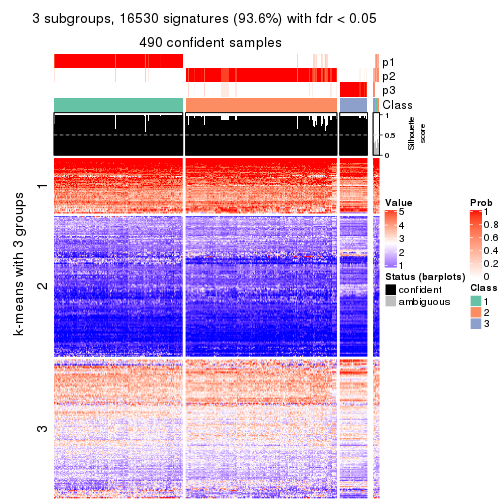 3 subgroups, 16530 signatures (93.6%) with fdr < 0.05
490 confident samples
p1
p2
p3
Class
1
0.5
0
Silhouette
score
k-means with 3 groups
1
2
3
Value
5
4
3
2
1
Status (barplots)
confident
ambiguous
Prob
1
0.8
0.6
0.4
0.2
0
Class
1
2
3